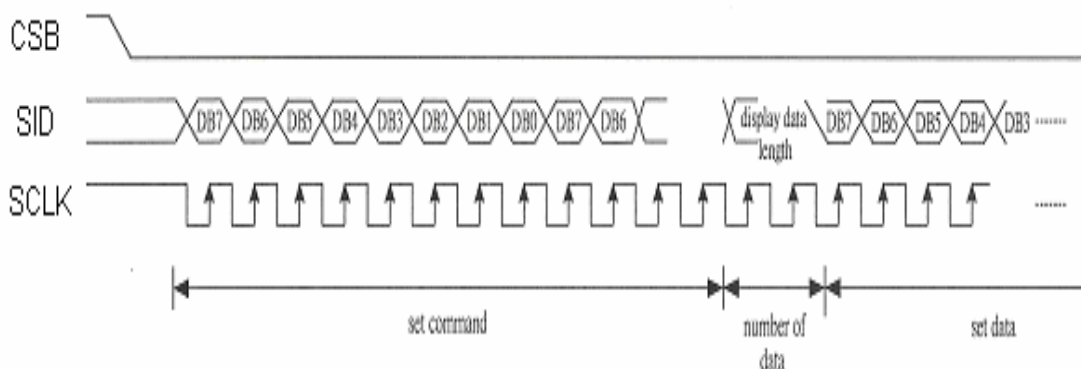 CSB
SID DB7 DB6 DB5 DB4 DB3 DB2 DB1 DB0 DB7 DB6 display data length DB7 DB6 DB5 DB4 DB3 ........
SCLK ........
set command
number of data
set data